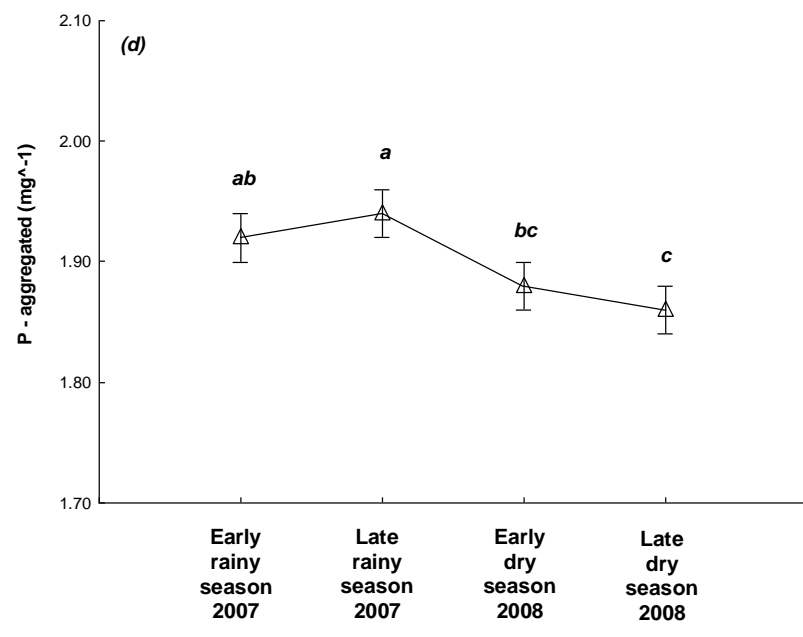 2.10
(d)
2.00
1.90
1.80
1.70
P - aggregated (mg^-1)
ab
a
bc
c
Early
rainy
season
2007
Late
rainy
season
2007
Early
dry
season
2008
Late
dry
season
2008